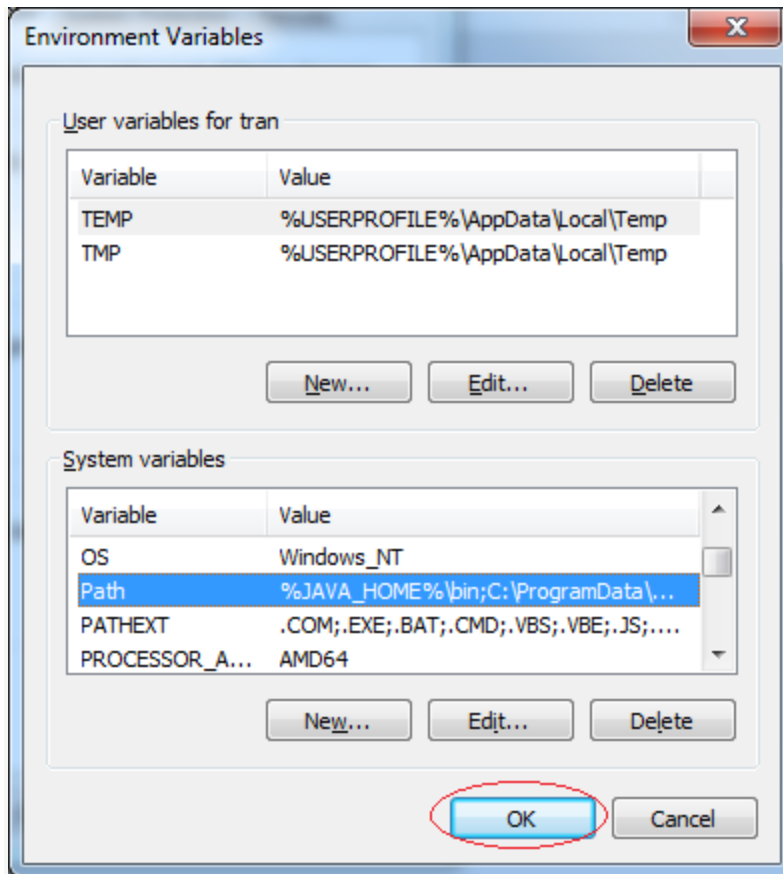 Environment Variables
User variables for tran
Variable Value
TEMP %USERPROFILE%\AppData\Local\Temp
TMP %USERPROFILE%\AppData\Local\Temp
New... Edit... Delete
System variables
Variable Value
OS Windows_NT
Path %JAVA_HOME%\bin;C:\ProgramData\...
PATHEXT .COM;.EXE;.BAT;.CMD;.VBS;.VBE;.JS;....
PROCESSOR_A... AMD64
New... Edit... Delete
OK Cancel